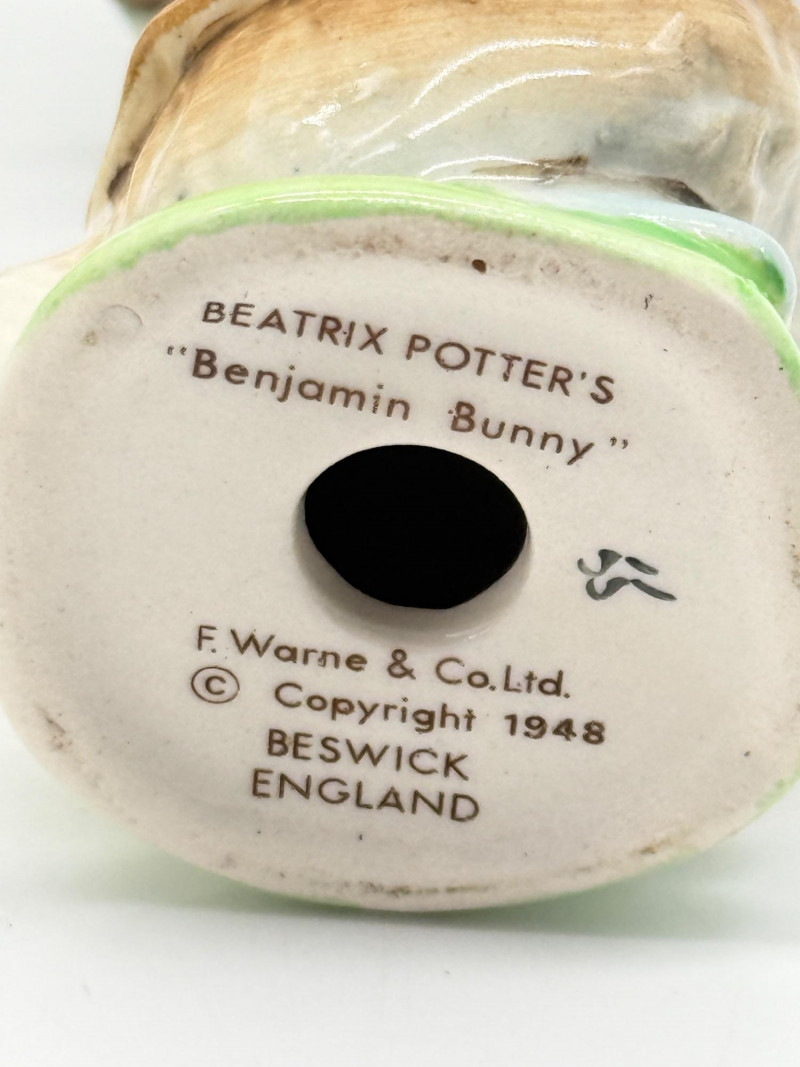 BEATRIX POTTER'S
"Benjamin Bunny"
F. Warne & Co.Ltd.
© Copyright 1948
BESWICK
ENGLAND